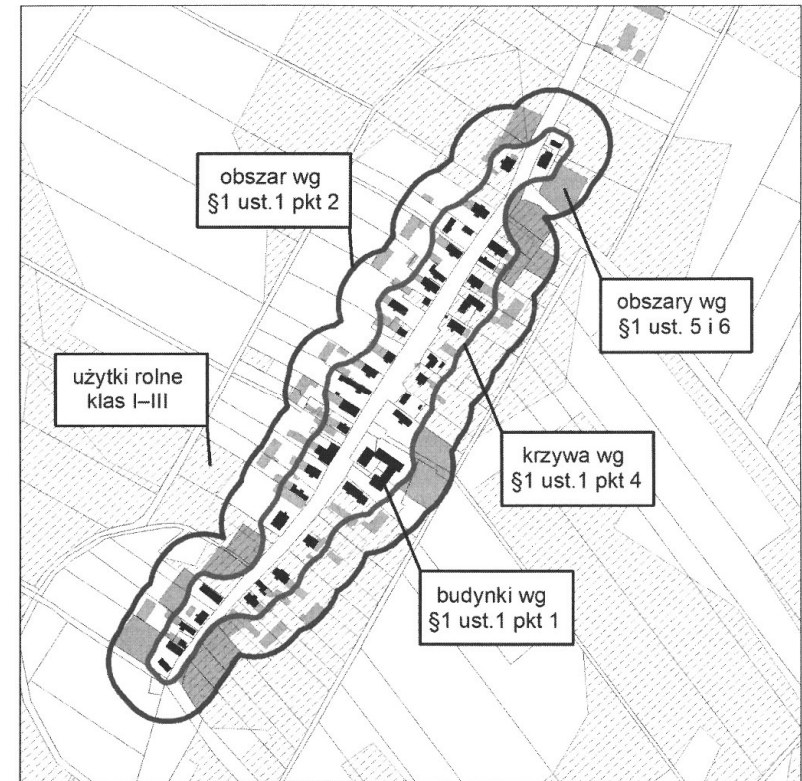 obszar wg
§1 ust.1 pkt 2
obszary wg
§1 ust. 5 i 6
użytki rolne
klas I–III
krzywa wg
§1 ust.1 pkt 4
budynki wg
§1 ust.1 pkt 1